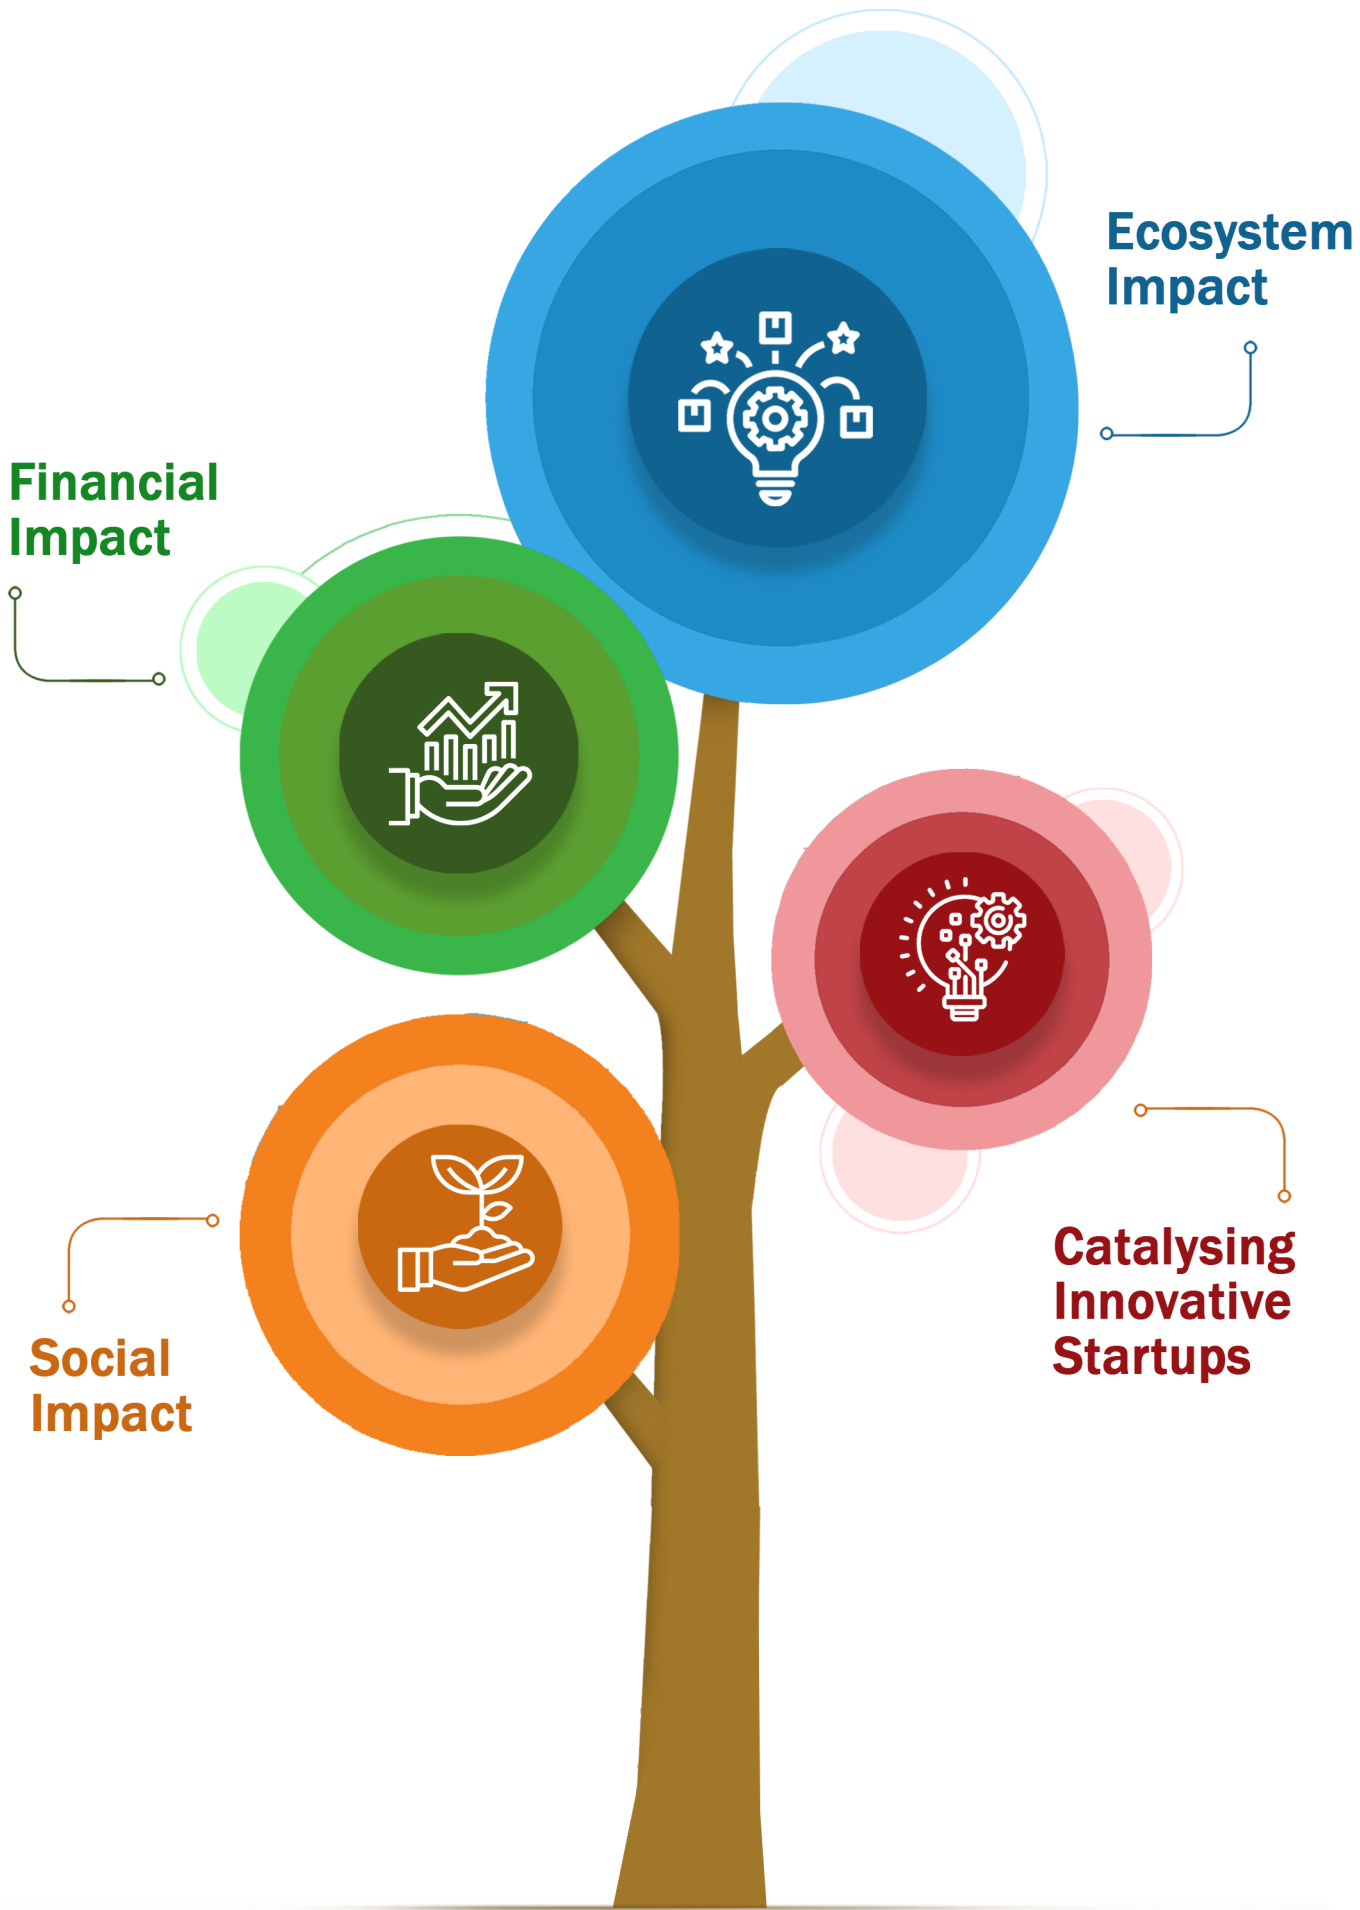 Ecosystem
Impact
Financial
Impact
Catalysing
Innovative
Startups
Social
Impact